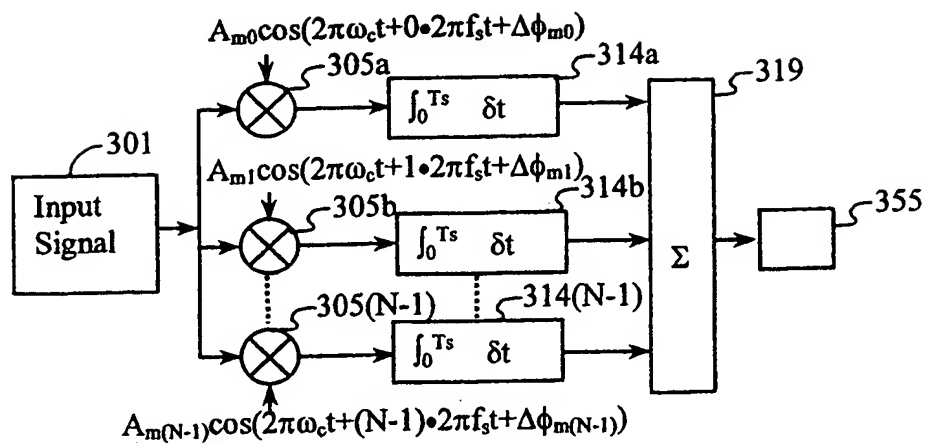 A_m0cos(2πω_ct+0•2πf_st+Δϕ_m0)
305a
314a
319
∫_0^Ts δt
301
Input
Signal
A_m1cos(2πω_ct+1•2πf_st+Δϕ_m1)
305b
314b
355
∫_0^Ts δt
Σ
305(N-1)
314(N-1)
∫_0^Ts δt
A_m(N-1)cos(2πω_ct+(N-1)•2πf_st+Δϕ_m(N-1))